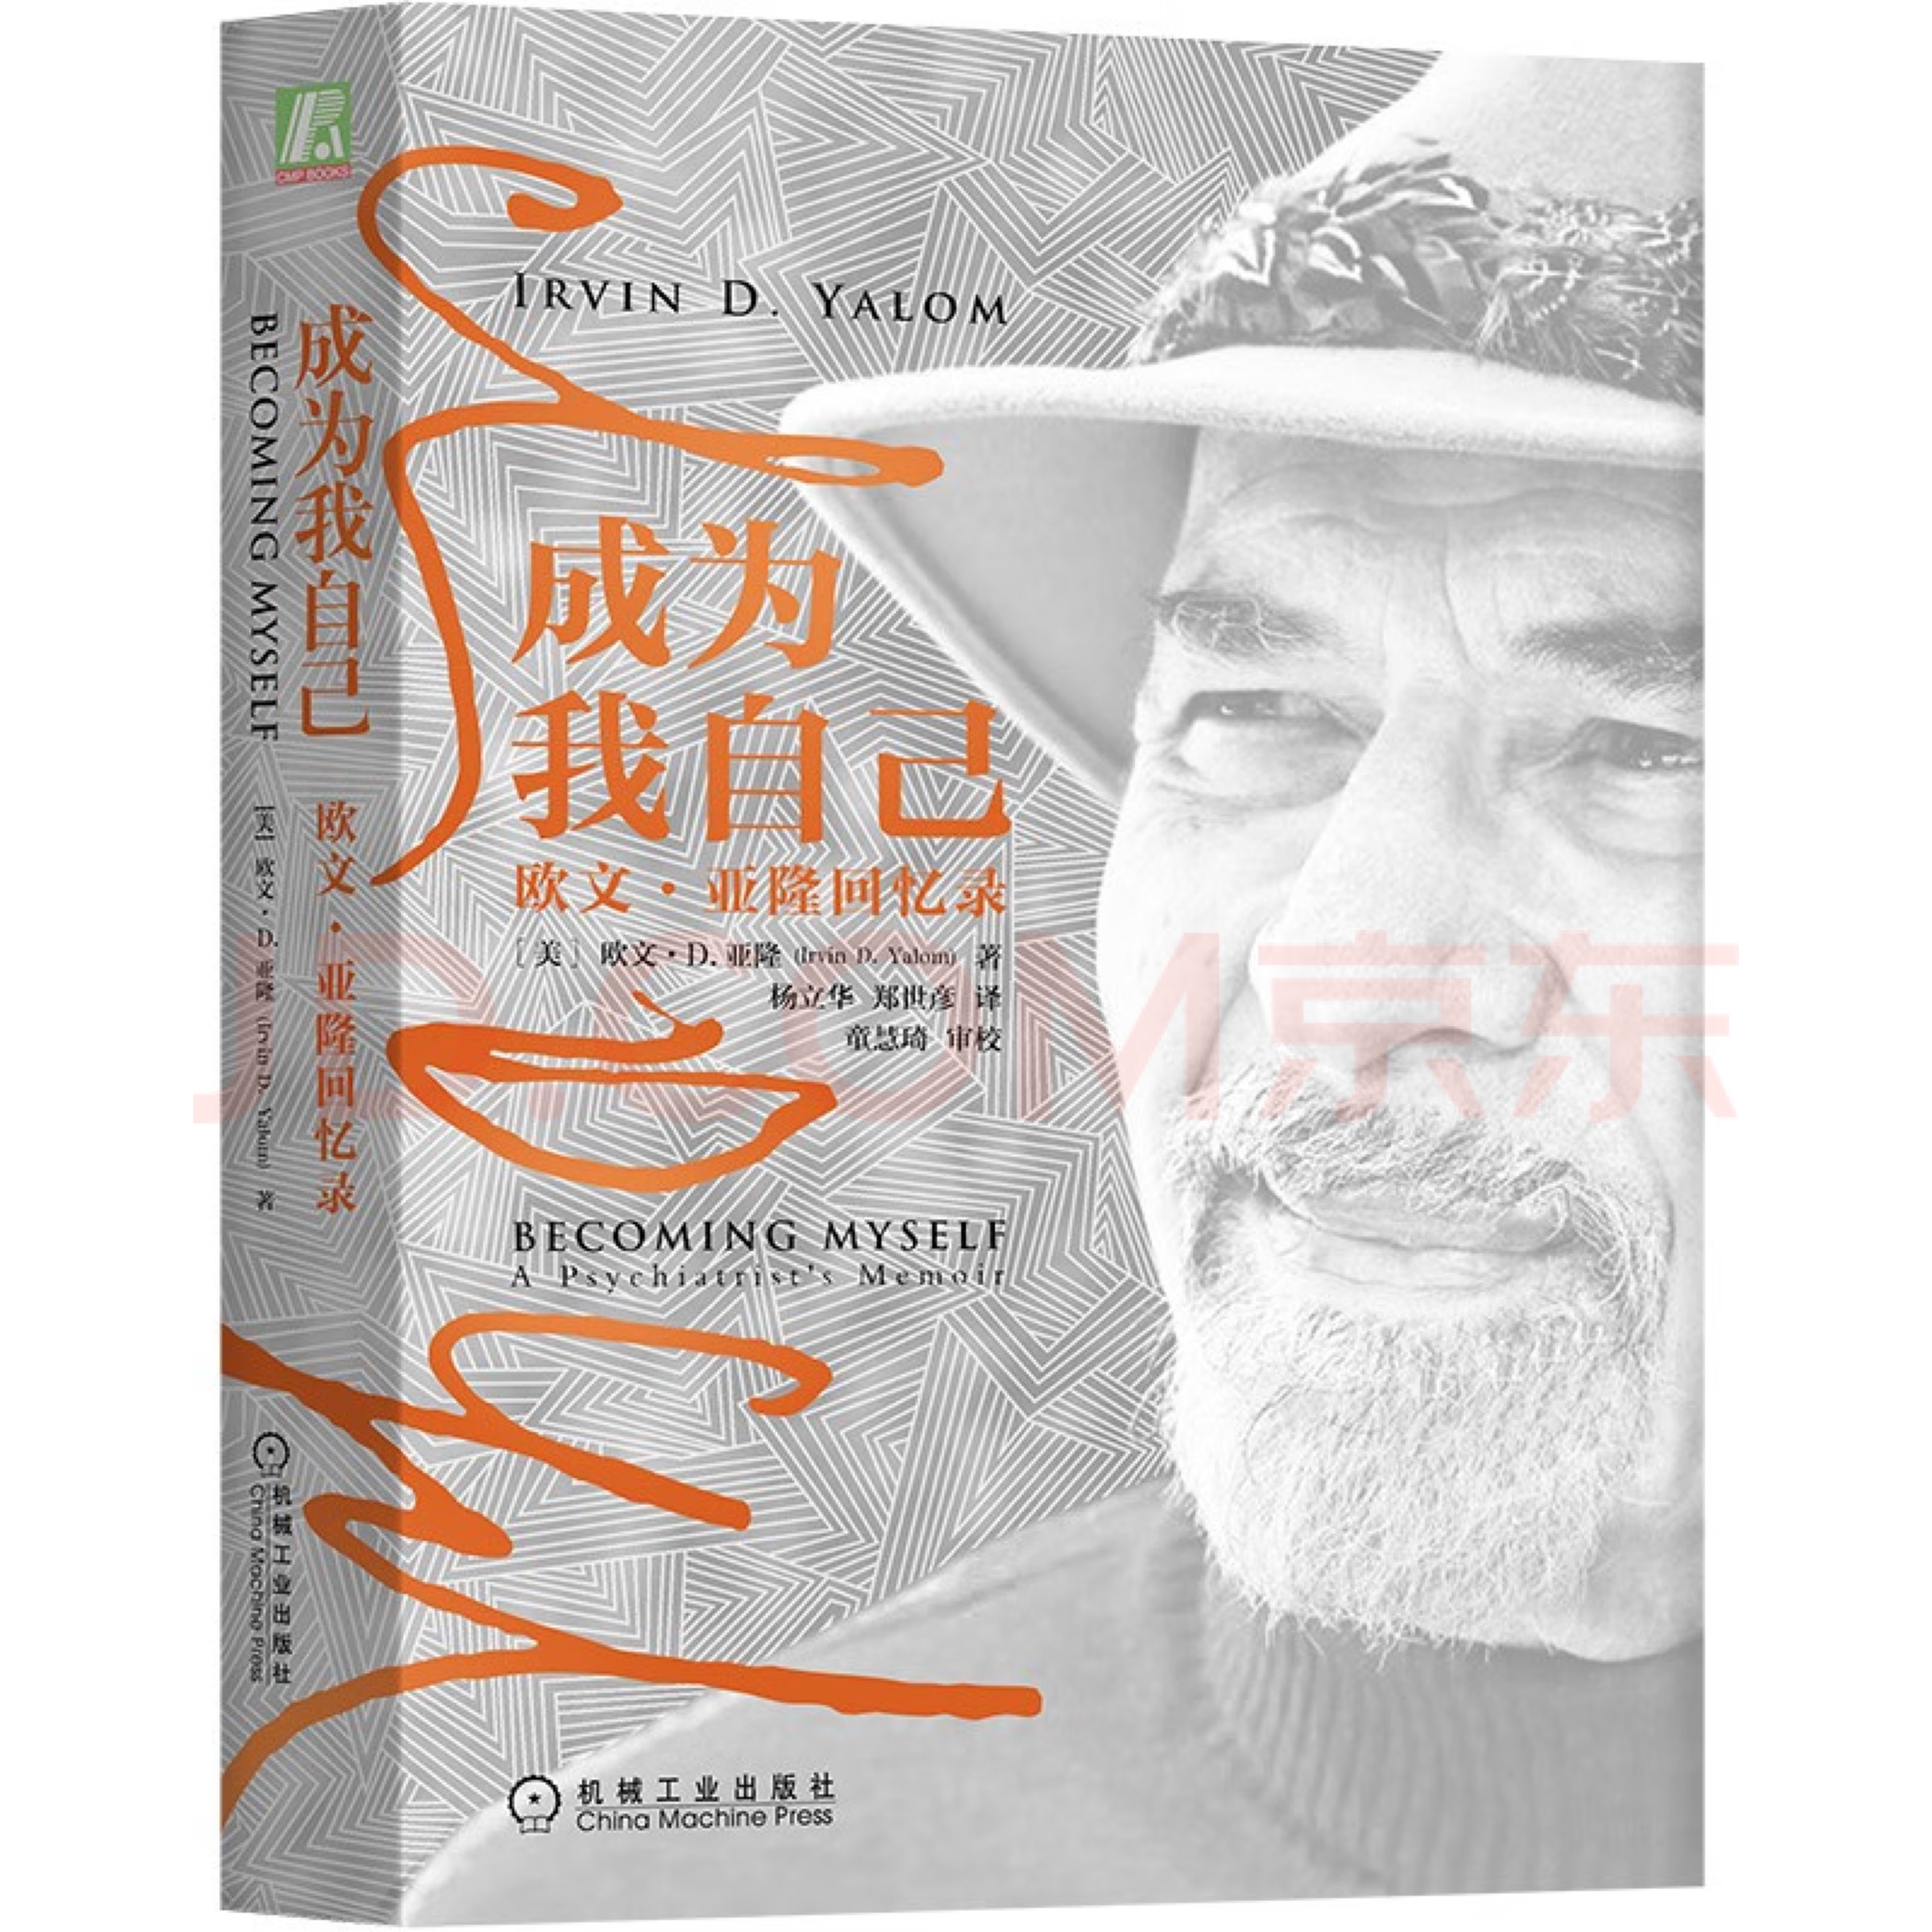 CMP BOOKS
成为我自己 欧文·亚隆回忆录
BECOMING MYSELF [美] 欧文·D.亚隆 (Irvin D. Yalom) 著
机械工业出版社
China Machine Press
IRVIN D. YALOM
成为
我自己
欧文·亚隆回忆录
[美] 欧文·D.亚隆 (Irvin D. Yalom) 著
杨立华 郑世彦 译
童慧琦 审校
JD.COM京东
BECOMING MYSELF
A Psychiatrist's Memoir
机械工业出版社
China Machine Press